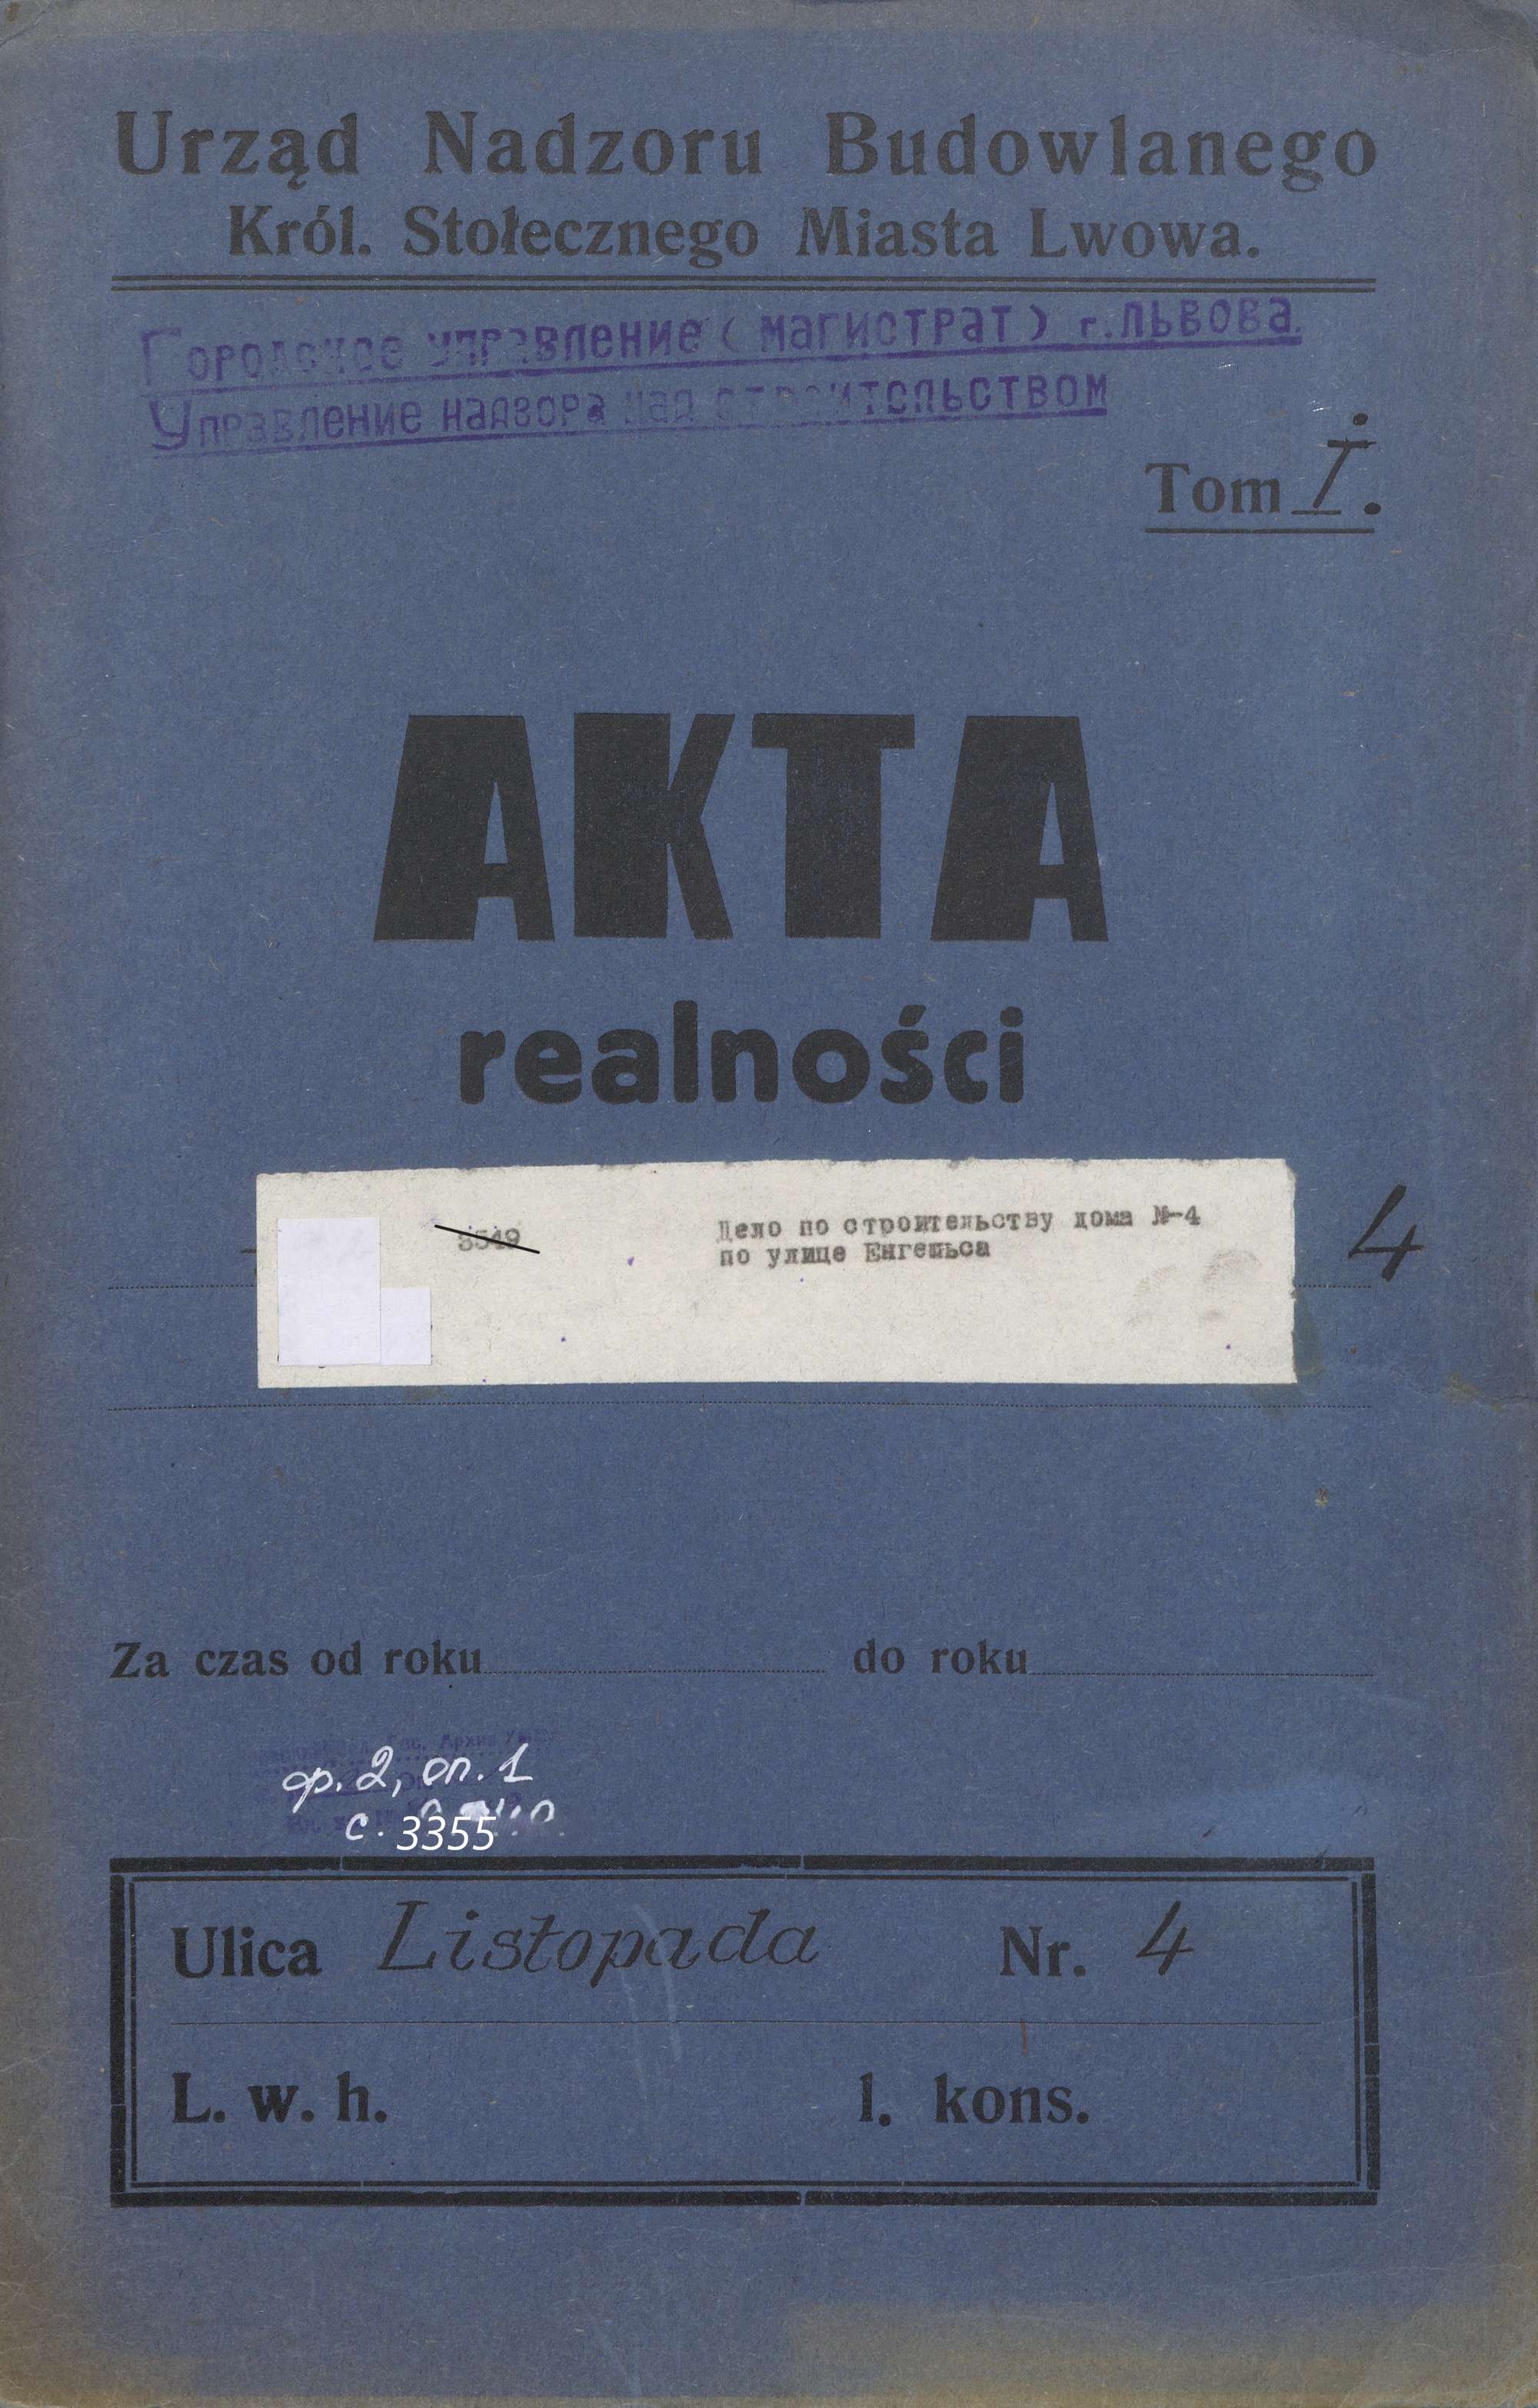 Urząd Nadzoru Budowlanego
Król. Stołecznego Miasta Lwowa.
Городское управление (магистрат) г. Львова.
Управление надзора над строительством
Tom I.
AKTA
realności
3549
Дело по строительству дома №-4
по улице Енгельса
4
Za czas od roku do roku
Архив
ф. 2, оп. 1
с. 3355
Ulica Listopada Nr. 4
L. w. h. l. kons.